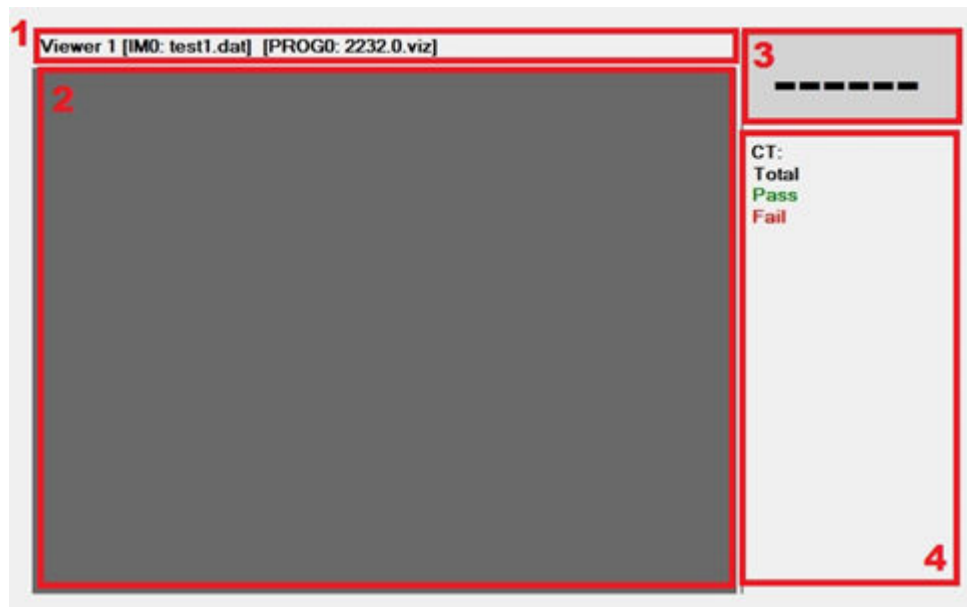 1
Viewer 1 [IM0: test1.dat] [PROG0: 2232.0.viz]
2
3
------
CT:
Total
Pass
Fail
4